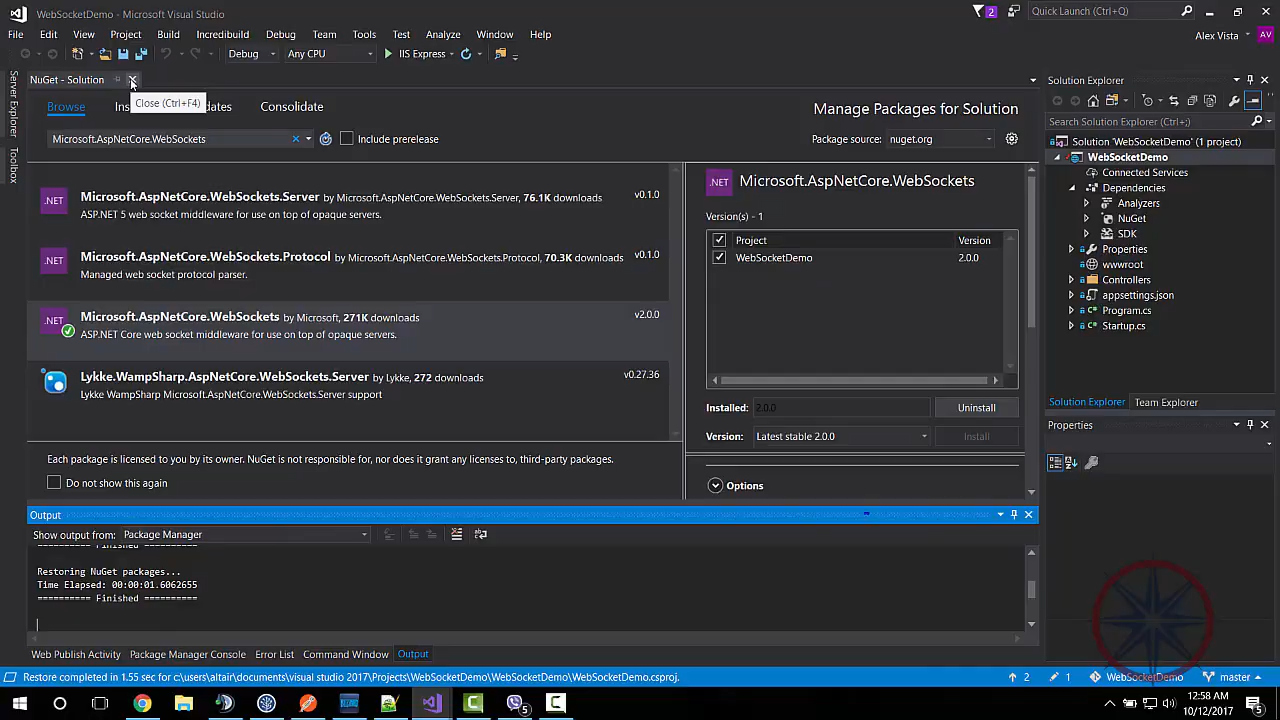 WebSocketDemo - Microsoft Visual Studio
2
Quick Launch (Ctrl+Q)
File Edit View Project Build Incredibuild Debug Team Tools Test Analyze Window Help
Alex Vista AV
Debug Any CPU IIS Express
Server Explorer
Toolbox
NuGet - Solution
Close (Ctrl+F4)
Browse Ins dates Consolidate
Manage Packages for Solution
Microsoft.AspNetCore.WebSockets
Include prerelease
Package source: nuget.org
Microsoft.AspNetCore.WebSockets.Server by Microsoft.AspNetCore.WebSockets.Server, 76.1K downloads v0.1.0
ASP.NET 5 web socket middleware for use on top of opaque servers.
Microsoft.AspNetCore.WebSockets.Protocol by Microsoft.AspNetCore.WebSockets.Protocol, 70.3K downloads v0.1.0
Managed web socket protocol parser.
Microsoft.AspNetCore.WebSockets by Microsoft, 271K downloads v2.0.0
ASP.NET Core web socket middleware for use on top of opaque servers.
Lykke.WampSharp.AspNetCore.WebSockets.Server by Lykke, 272 downloads v0.27.36
Lykke WampSharp Microsoft.AspNetCore.WebSockets.Server support
.NET
.NET
.NET
Each package is licensed to you by its owner. NuGet is not responsible for, nor does it grant any licenses to, third-party packages.
Do not show this again
.NET Microsoft.AspNetCore.WebSockets
Version(s) - 1
Project Version
WebSocketDemo 2.0.0
Installed: 2.0.0 Uninstall
Version: Latest stable 2.0.0 Install
Options
Solution Explorer
Search Solution Explorer (Ctrl+;)
Solution 'WebSocketDemo' (1 project)
WebSocketDemo
Connected Services
Dependencies
Analyzers
NuGet
SDK
Properties
wwwroot
Controllers
appsettings.json
Program.cs
Startup.cs
Solution Explorer Team Explorer
Properties
Output
Show output from: Package Manager
========== Finished ==========
Restoring NuGet packages...
Time Elapsed: 00:00:01.6062655
========== Finished ==========
Web Publish Activity Package Manager Console Error List Command Window Output
Restore completed in 1.55 sec for c:\users\altair\documents\visual studio 2017\Projects\WebSocketDemo\WebSocketDemo\WebSocketDemo.csproj.
2 1 WebSocketDemo master
5
12:58 AM
10/12/2017
5